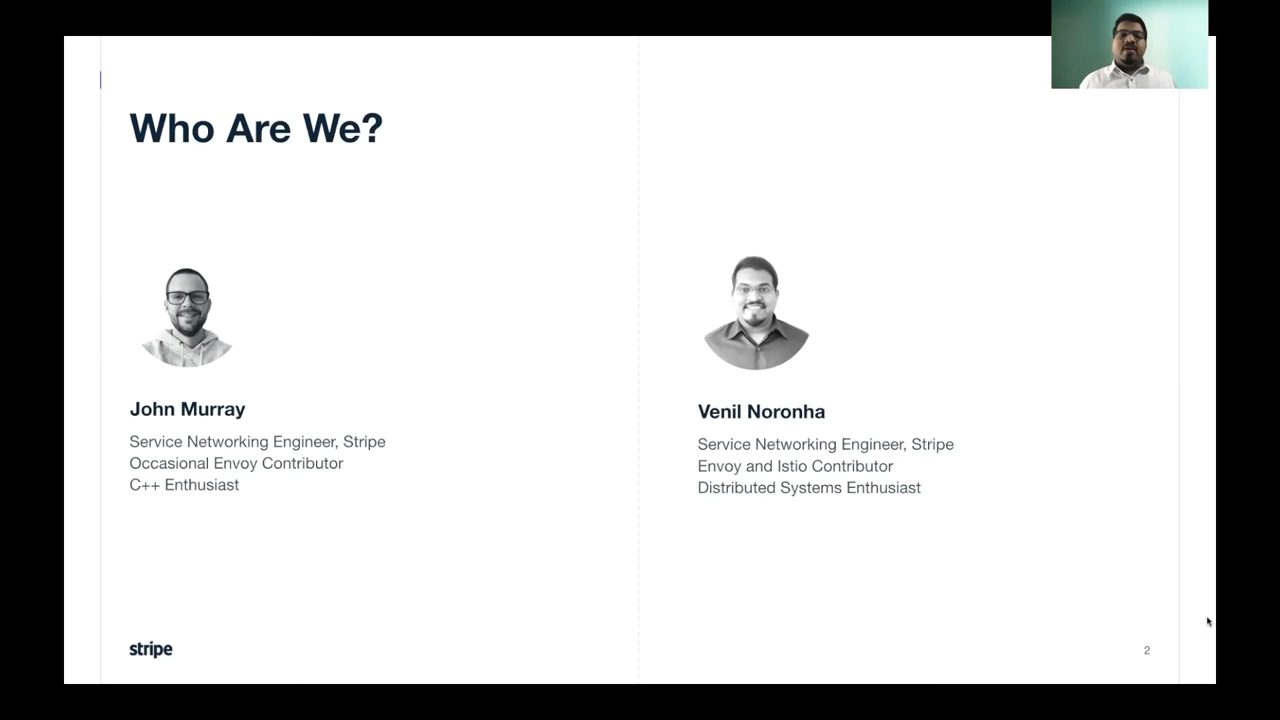 Who Are We?
John Murray
Service Networking Engineer, Stripe
Occasional Envoy Contributor
C++ Enthusiast
Venil Noronha
Service Networking Engineer, Stripe
Envoy and Istio Contributor
Distributed Systems Enthusiast
stripe
2